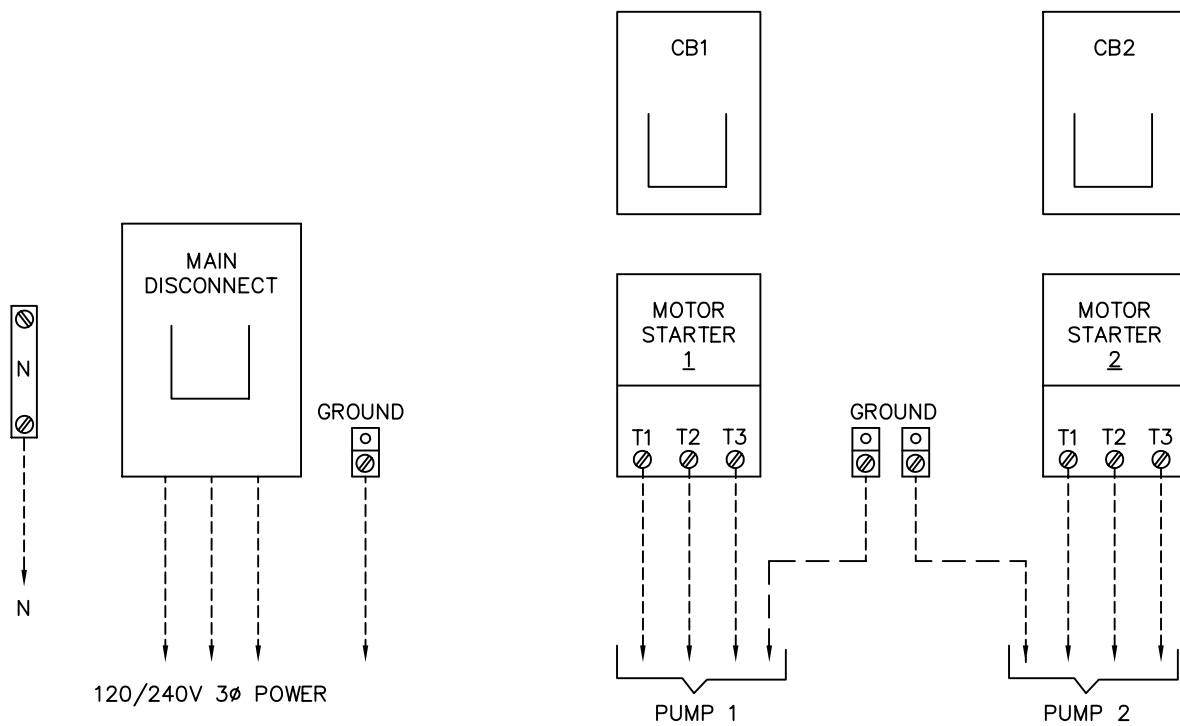 CB1
CB2
MAIN
DISCONNECT
N
N
GROUND
120/240V 3ø POWER
MOTOR
STARTER
1
T1 T2 T3
GROUND
MOTOR
STARTER
2
T1 T2 T3
PUMP 1
PUMP 2